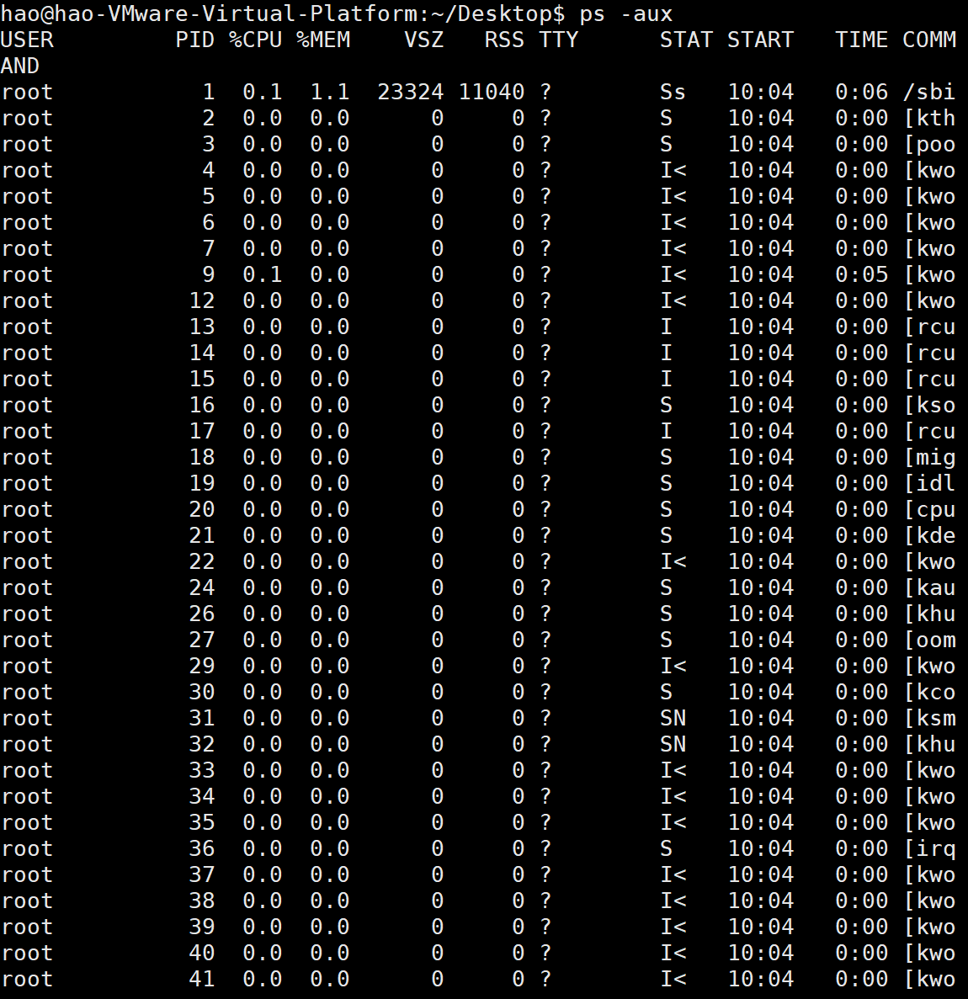 hao@hao-VMware-Virtual-Platform:~/Desktop$ ps -aux
USER         PID %CPU %MEM    VSZ   RSS TTY      STAT START   TIME COMM
AND
root           1  0.1  1.1  23324 11040 ?        Ss   10:04   0:06 /sbi
root           2  0.0  0.0      0     0 ?        S    10:04   0:00 [kth
root           3  0.0  0.0      0     0 ?        S    10:04   0:00 [poo
root           4  0.0  0.0      0     0 ?        I<   10:04   0:00 [kwo
root           5  0.0  0.0      0     0 ?        I<   10:04   0:00 [kwo
root           6  0.0  0.0      0     0 ?        I<   10:04   0:00 [kwo
root           7  0.0  0.0      0     0 ?        I<   10:04   0:00 [kwo
root           9  0.1  0.0      0     0 ?        I<   10:04   0:05 [kwo
root          12  0.0  0.0      0     0 ?        I<   10:04   0:00 [kwo
root          13  0.0  0.0      0     0 ?        I    10:04   0:00 [rcu
root          14  0.0  0.0      0     0 ?        I    10:04   0:00 [rcu
root          15  0.0  0.0      0     0 ?        I    10:04   0:00 [rcu
root          16  0.0  0.0      0     0 ?        S    10:04   0:00 [kso
root          17  0.0  0.0      0     0 ?        I    10:04   0:00 [rcu
root          18  0.0  0.0      0     0 ?        S    10:04   0:00 [mig
root          19  0.0  0.0      0     0 ?        S    10:04   0:00 [idl
root          20  0.0  0.0      0     0 ?        S    10:04   0:00 [cpu
root          21  0.0  0.0      0     0 ?        S    10:04   0:00 [kde
root          22  0.0  0.0      0     0 ?        I<   10:04   0:00 [kwo
root          24  0.0  0.0      0     0 ?        S    10:04   0:00 [kau
root          26  0.0  0.0      0     0 ?        S    10:04   0:00 [khu
root          27  0.0  0.0      0     0 ?        S    10:04   0:00 [oom
root          29  0.0  0.0      0     0 ?        I<   10:04   0:00 [kwo
root          30  0.0  0.0      0     0 ?        S    10:04   0:00 [kco
root          31  0.0  0.0      0     0 ?        SN   10:04   0:00 [ksm
root          32  0.0  0.0      0     0 ?        SN   10:04   0:00 [khu
root          33  0.0  0.0      0     0 ?        I<   10:04   0:00 [kwo
root          34  0.0  0.0      0     0 ?        I<   10:04   0:00 [kwo
root          35  0.0  0.0      0     0 ?        I<   10:04   0:00 [kwo
root          36  0.0  0.0      0     0 ?        S    10:04   0:00 [irq
root          37  0.0  0.0      0     0 ?        I<   10:04   0:00 [kwo
root          38  0.0  0.0      0     0 ?        I<   10:04   0:00 [kwo
root          39  0.0  0.0      0     0 ?        I<   10:04   0:00 [kwo
root          40  0.0  0.0      0     0 ?        I<   10:04   0:00 [kwo
root          41  0.0  0.0      0     0 ?        I<   10:04   0:00 [kwo